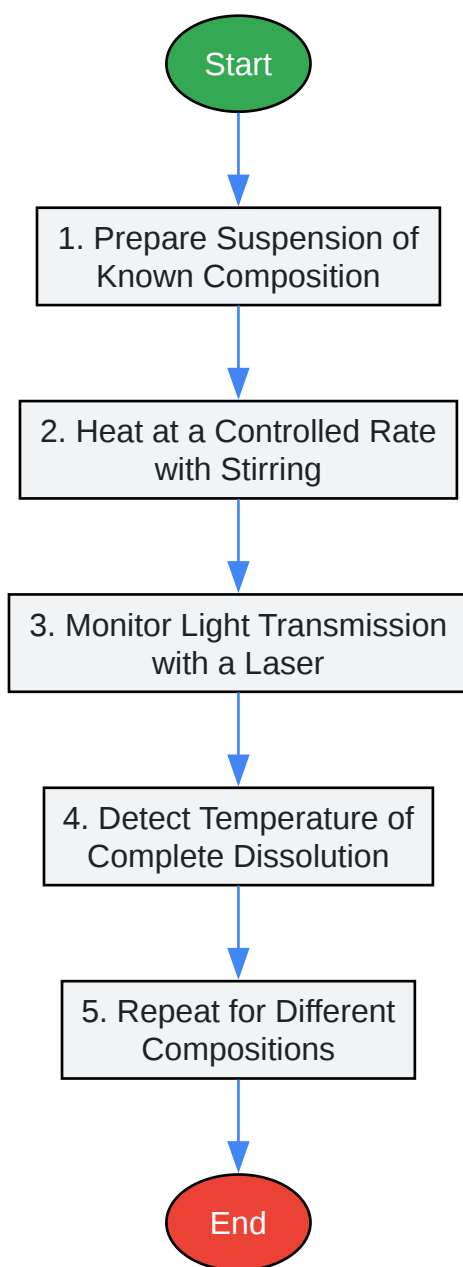 Start
1. Prepare Suspension of
Known Composition
2. Heat at a Controlled Rate
with Stirring
3. Monitor Light Transmission
with a Laser
4. Detect Temperature of
Complete Dissolution
5. Repeat for Different
Compositions
End